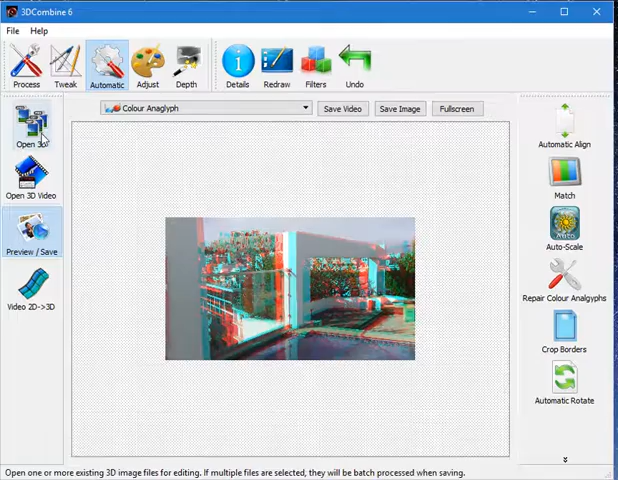 3DCombine 6
File Help
Process Tweak Automatic Adjust Depth Details Redraw Filters Undo
Colour Anaglyph Save Video Save Image Fullscreen
Open 3D
Open 3D Video
Preview / Save
Video 2D->3D
Automatic Align
Match
Auto
Auto-Scale
Repair Colour Analgyphs
Crop Borders
Automatic Rotate
Open one or more existing 3D image files for editing. If multiple files are selected, they will be batch processed when saving.